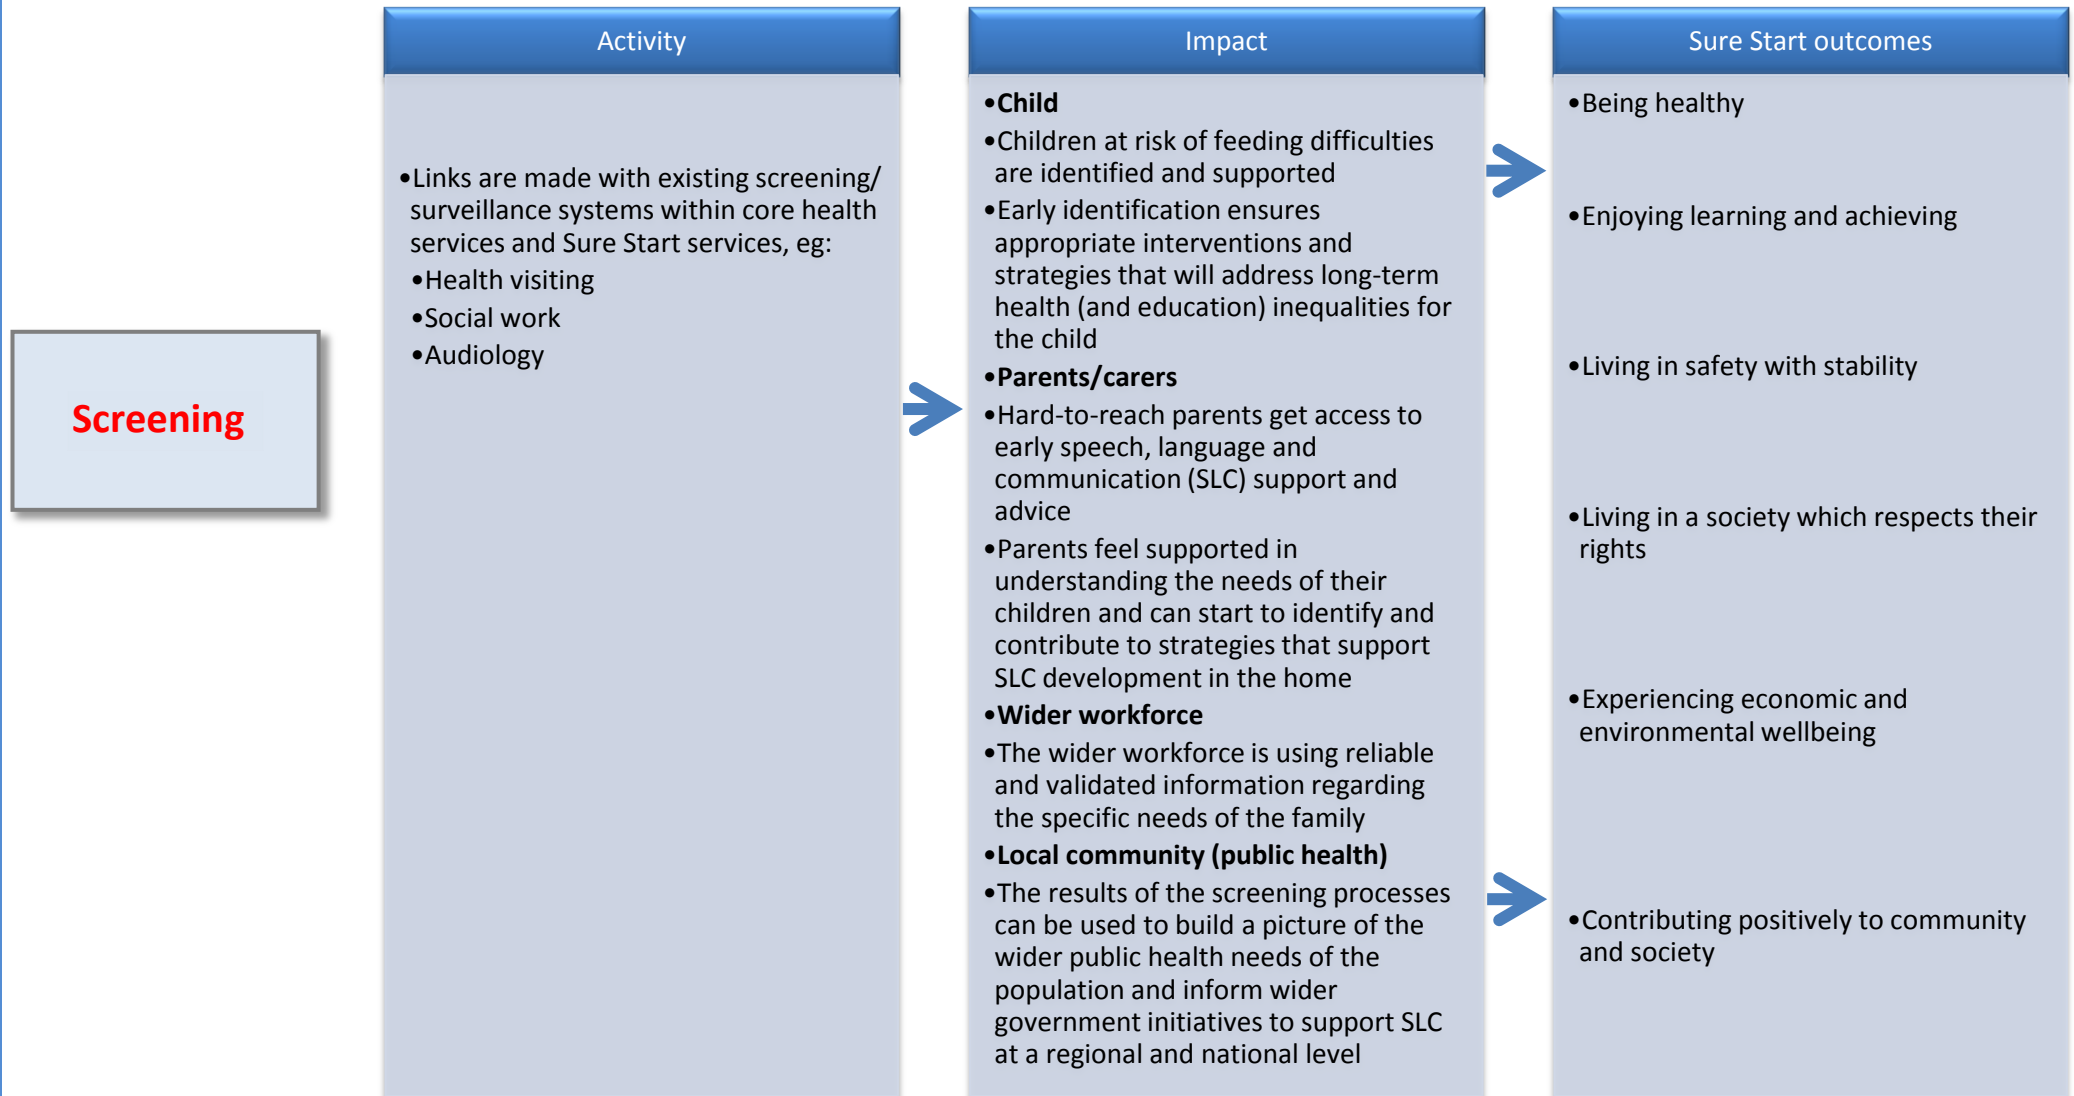 Screening
Activity
•Links are made with existing screening/
surveillance systems within core health
services and Sure Start services, eg:
•Health visiting
•Social work
•Audiology
Impact
•Child
•Children at risk of feeding difficulties
are identified and supported
•Early identification ensures
appropriate interventions and
strategies that will address long-term
health (and education) inequalities for
the child
•Parents/carers
•Hard-to-reach parents get access to
early speech, language and
communication (SLC) support and
advice
•Parents feel supported in
understanding the needs of their
children and can start to identify and
contribute to strategies that support
SLC development in the home
•Wider workforce
•The wider workforce is using reliable
and validated information regarding
the specific needs of the family
•Local community (public health)
•The results of the screening processes
can be used to build a picture of the
wider public health needs of the
population and inform wider
government initiatives to support SLC
at a regional and national level
Sure Start outcomes
•Being healthy
•Enjoying learning and achieving
•Living in safety with stability
•Living in a society which respects their
rights
•Experiencing economic and
environmental wellbeing
•Contributing positively to community
and society